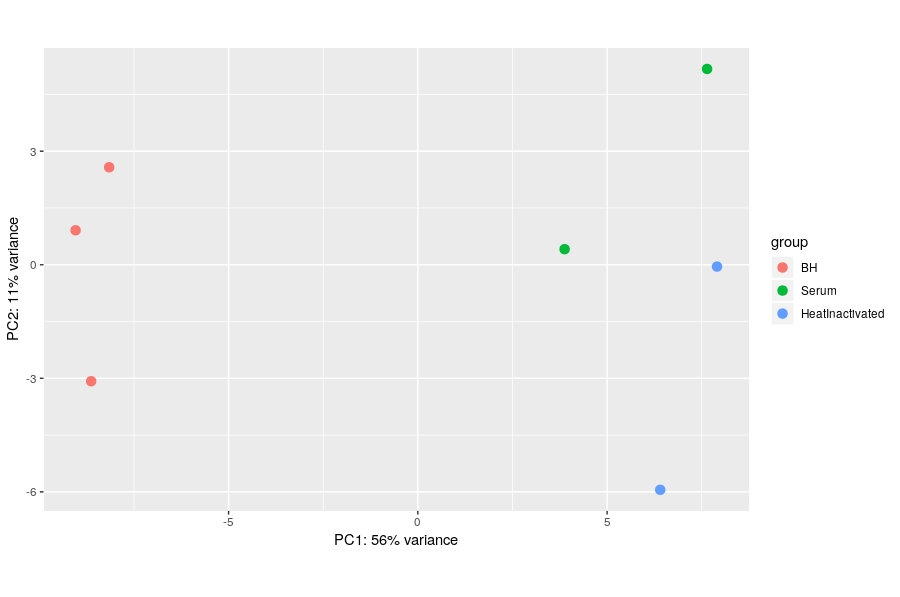 3
0
-3
-6
-5
0
5
PC1: 56% variance
PC2: 11% variance
group
BH
Serum
HeatInactivated